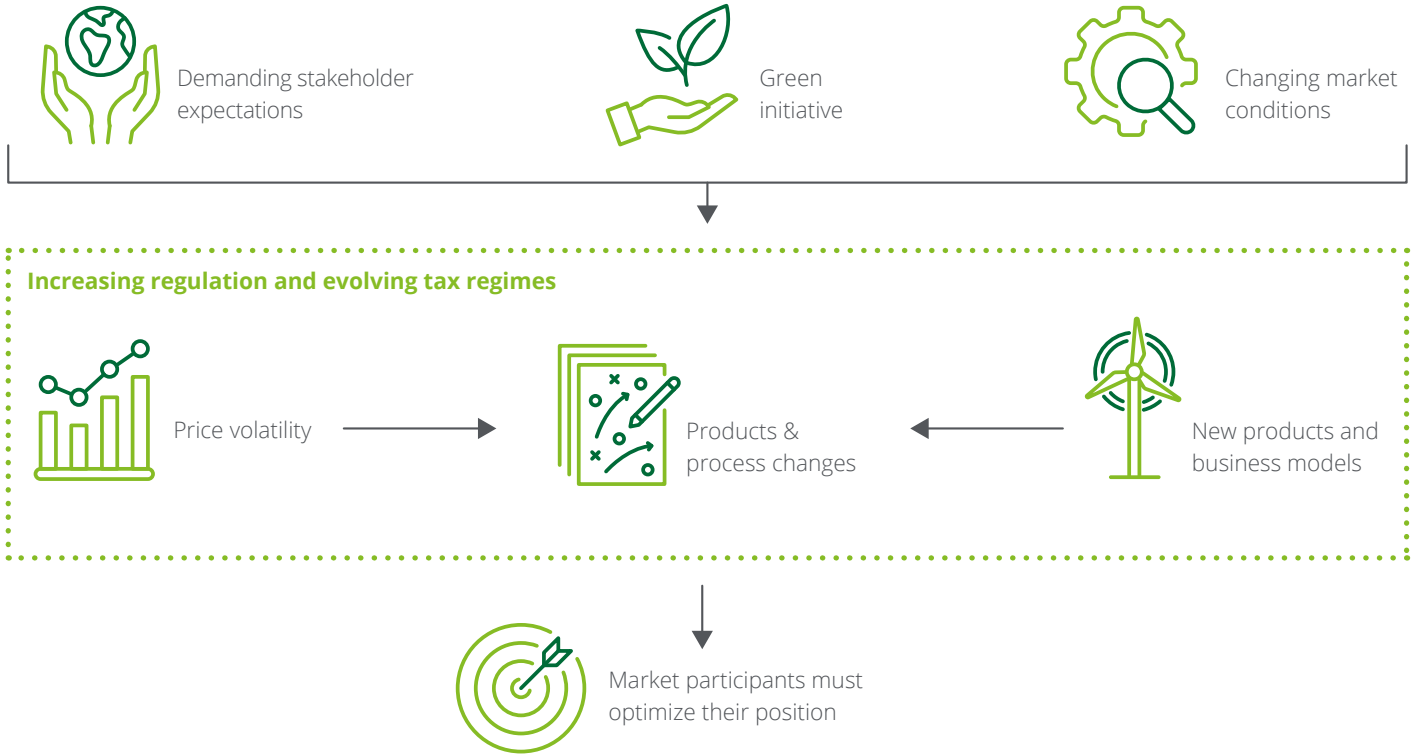 Demanding stakeholder
expectations
Green
initiative
Changing market
conditions
Increasing regulation and evolving tax regimes
Price volatility
Products &
process changes
New products and
business models
Market participants must
optimize their position